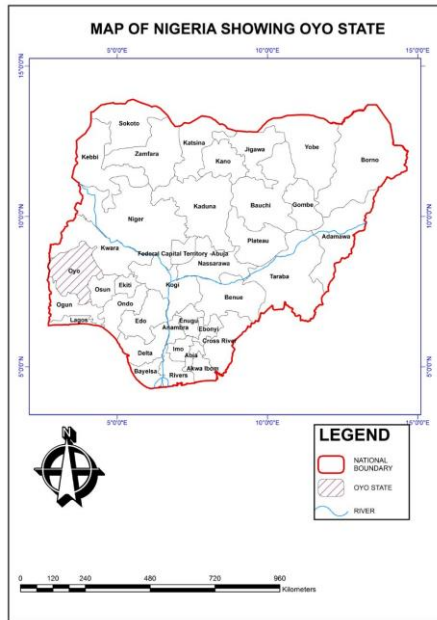 MAP OF NIGERIA SHOWING OYO STATE
5°0'0"E 10°0'0"E 15°0'0"E
15°0'0"N 15°0'0"N
Sokoto
Katsina
Jigawa
Yobe
Zamfara
Kebbi
Kano
Borno
Kaduna
Bauchi
Gombe
Niger
10°0'0"N 10°0'0"N
Adamawa
Plateau
Kwara
Federal Capital Territory -Abuja
Nassarawa
Oyo
Taraba
Kogi
Ekiti
Osun
Benue
Ogun
Ondo
Edo
Enugu
Lagos
Anambra
Ebonyi
Cross River
Delta
Imo
Abia
Bayelsa
Rivers
Akwa Ibom
5°0'0"N 5°0'0"N
5°0'0"E 10°0'0"E 15°0'0"E
LEGEND
NATIONAL
BOUNDARY
OYO STATE
RIVER
N
0 120 240 480 720 960
Kilometers